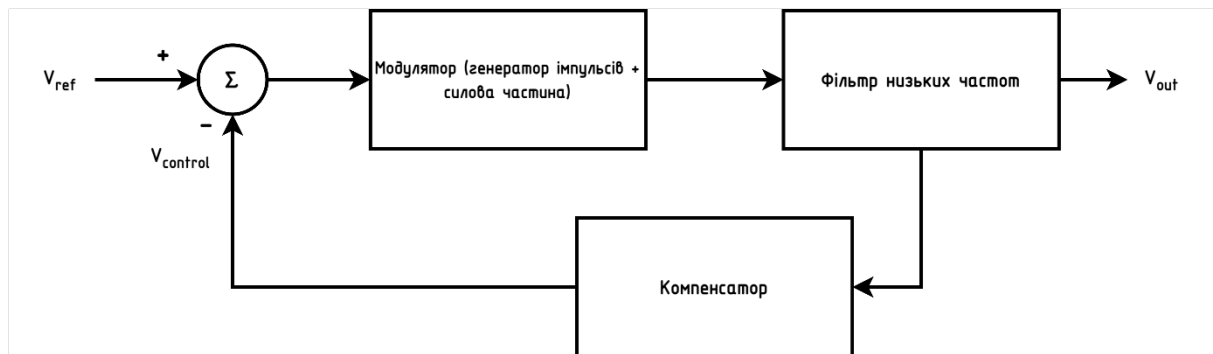 +
V_ref
Σ
Модулятор (генератор імпульсів +
силова частина)
Фільтр низьких частот
V_out
−
V_control
Компенсатор